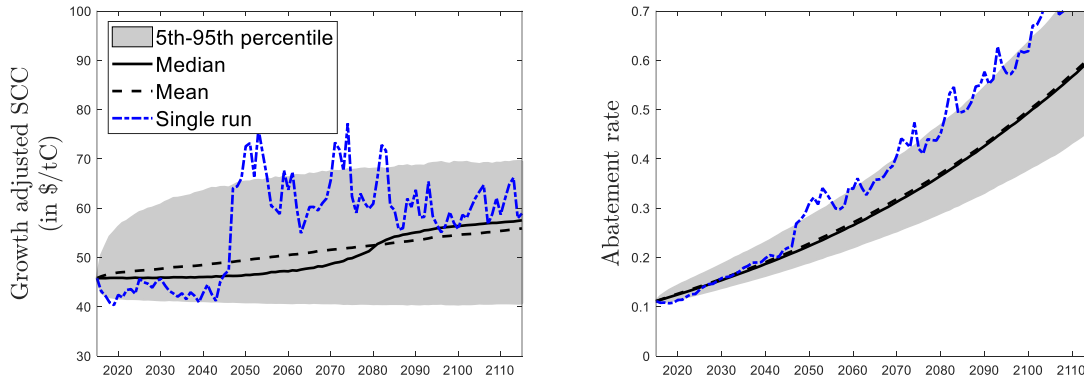 100
90
80
70
60
50
40
30
Growth adjusted SCC
(in $/tC)
5th-95th percentile
Median
Mean
Single run
2020 2030 2040 2050 2060 2070 2080 2090 2100 2110
0.7
0.6
0.5
0.4
0.3
0.2
0.1
0
Abatement rate
2020 2030 2040 2050 2060 2070 2080 2090 2100 2110